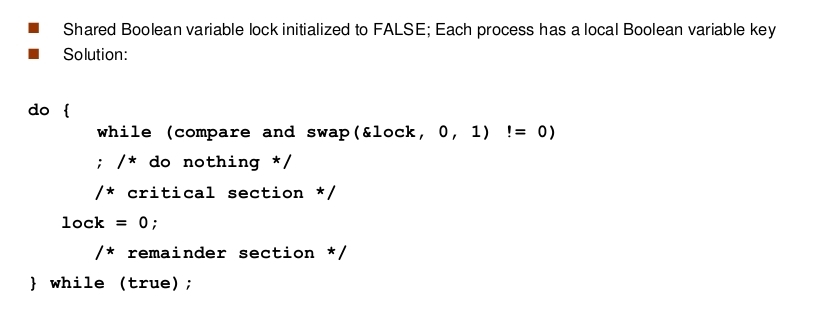 Shared Boolean variable lock initialized to FALSE; Each process has a local Boolean variable key
Solution:
do {
while (compare and swap(&lock, 0, 1) != 0)
; /* do nothing */
/* critical section */
lock = 0;
/* remainder section */
} while (true);